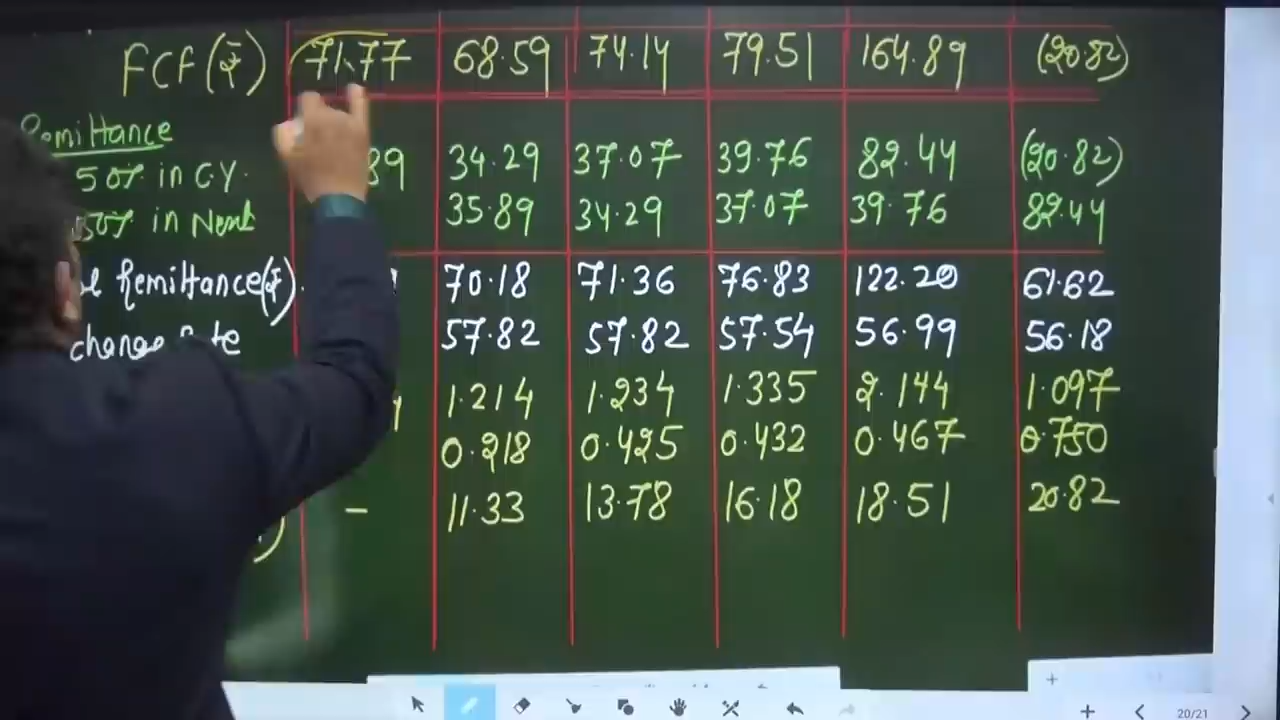 FCF(₹) 71.77 68.59 74.14 79.51 164.89 (20.82)
Remittance
50% in C.Y. 89 34.29 37.07 39.76 82.44 (20.82)
50% in Next 35.89 34.29 37.07 39.76 82.44
Remittance(₹) 70.18 71.36 76.83 122.20 61.62
change 57.82 57.82 57.54 56.99 56.18
1.214 1.234 1.335 2.144 1.097
0.218 0.425 0.432 0.467 0.750
- 11.33 13.78 16.18 18.51 20.82
20/21